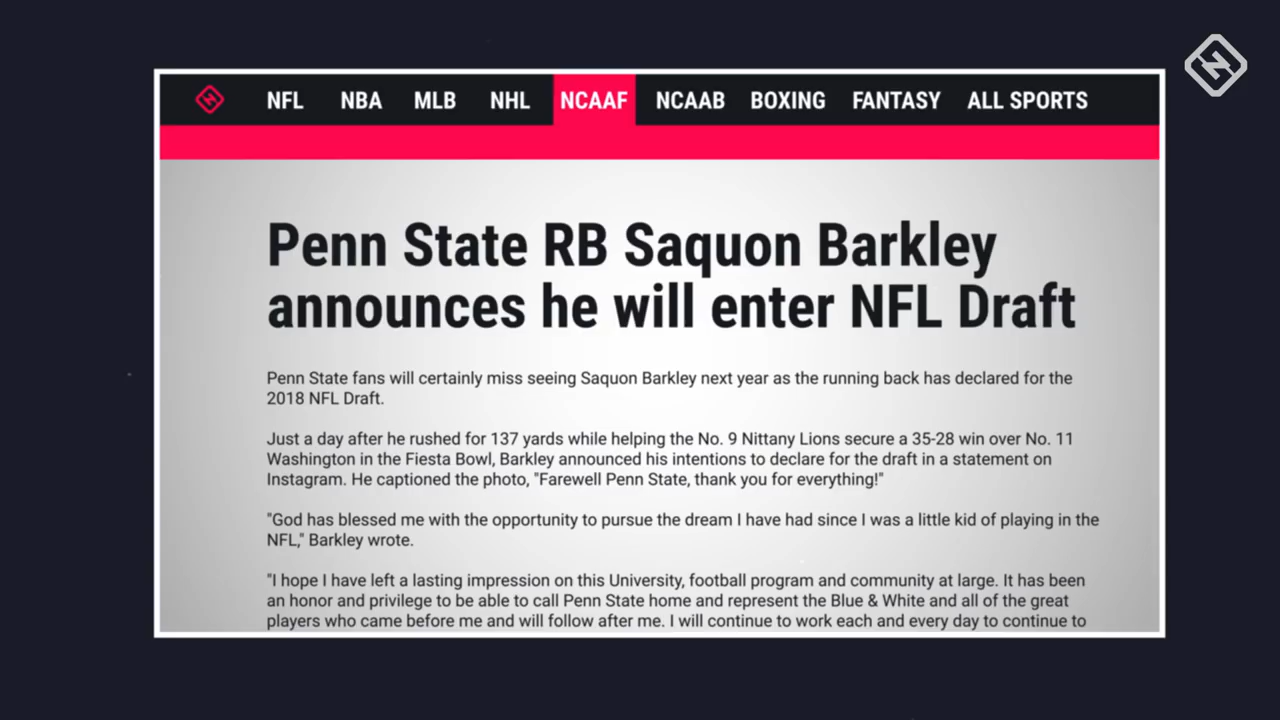 NFL NBA MLB NHL NCAAF NCAAB BOXING FANTASY ALL SPORTS
Penn State RB Saquon Barkley
announces he will enter NFL Draft
Penn State fans will certainly miss seeing Saquon Barkley next year as the running back has declared for the
2018 NFL Draft.
Just a day after he rushed for 137 yards while helping the No. 9 Nittany Lions secure a 35-28 win over No. 11
Washington in the Fiesta Bowl, Barkley announced his intentions to declare for the draft in a statement on
Instagram. He captioned the photo, "Farewell Penn State, thank you for everything!"
"God has blessed me with the opportunity to pursue the dream I have had since I was a little kid of playing in the
NFL," Barkley wrote.
"I hope I have left a lasting impression on this University, football program and community at large. It has been
an honor and privilege to be able to call Penn State home and represent the Blue & White and all of the great
players who came before me and will follow after me. I will continue to work each and every day to continue to